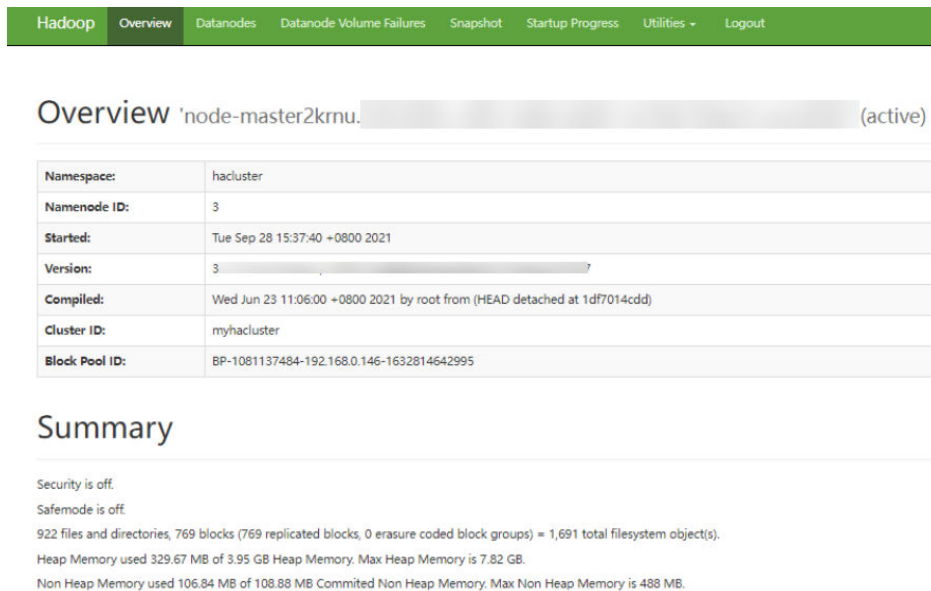 Hadoop Overview Datanodes Datanode Volume Failures Snapshot Startup Progress Utilities Logout
Overview 'node-master2krnu. (active)
Namespace: hacluster
Namenode ID: 3
Started: Tue Sep 28 15:37:40 +0800 2021
Version: 3 7
Compiled: Wed Jun 23 11:06:00 +0800 2021 by root from (HEAD detached at 1df7014cdd)
Cluster ID: myhacluster
Block Pool ID: BP-1081137484-192.168.0.146-1632814642995
Summary
Security is off.
Safemode is off.
922 files and directories, 769 blocks (769 replicated blocks, 0 erasure coded block groups) = 1,691 total filesystem object(s).
Heap Memory used 329.67 MB of 3.95 GB Heap Memory. Max Heap Memory is 7.82 GB.
Non Heap Memory used 106.84 MB of 108.88 MB Commited Non Heap Memory. Max Non Heap Memory is 488 MB.